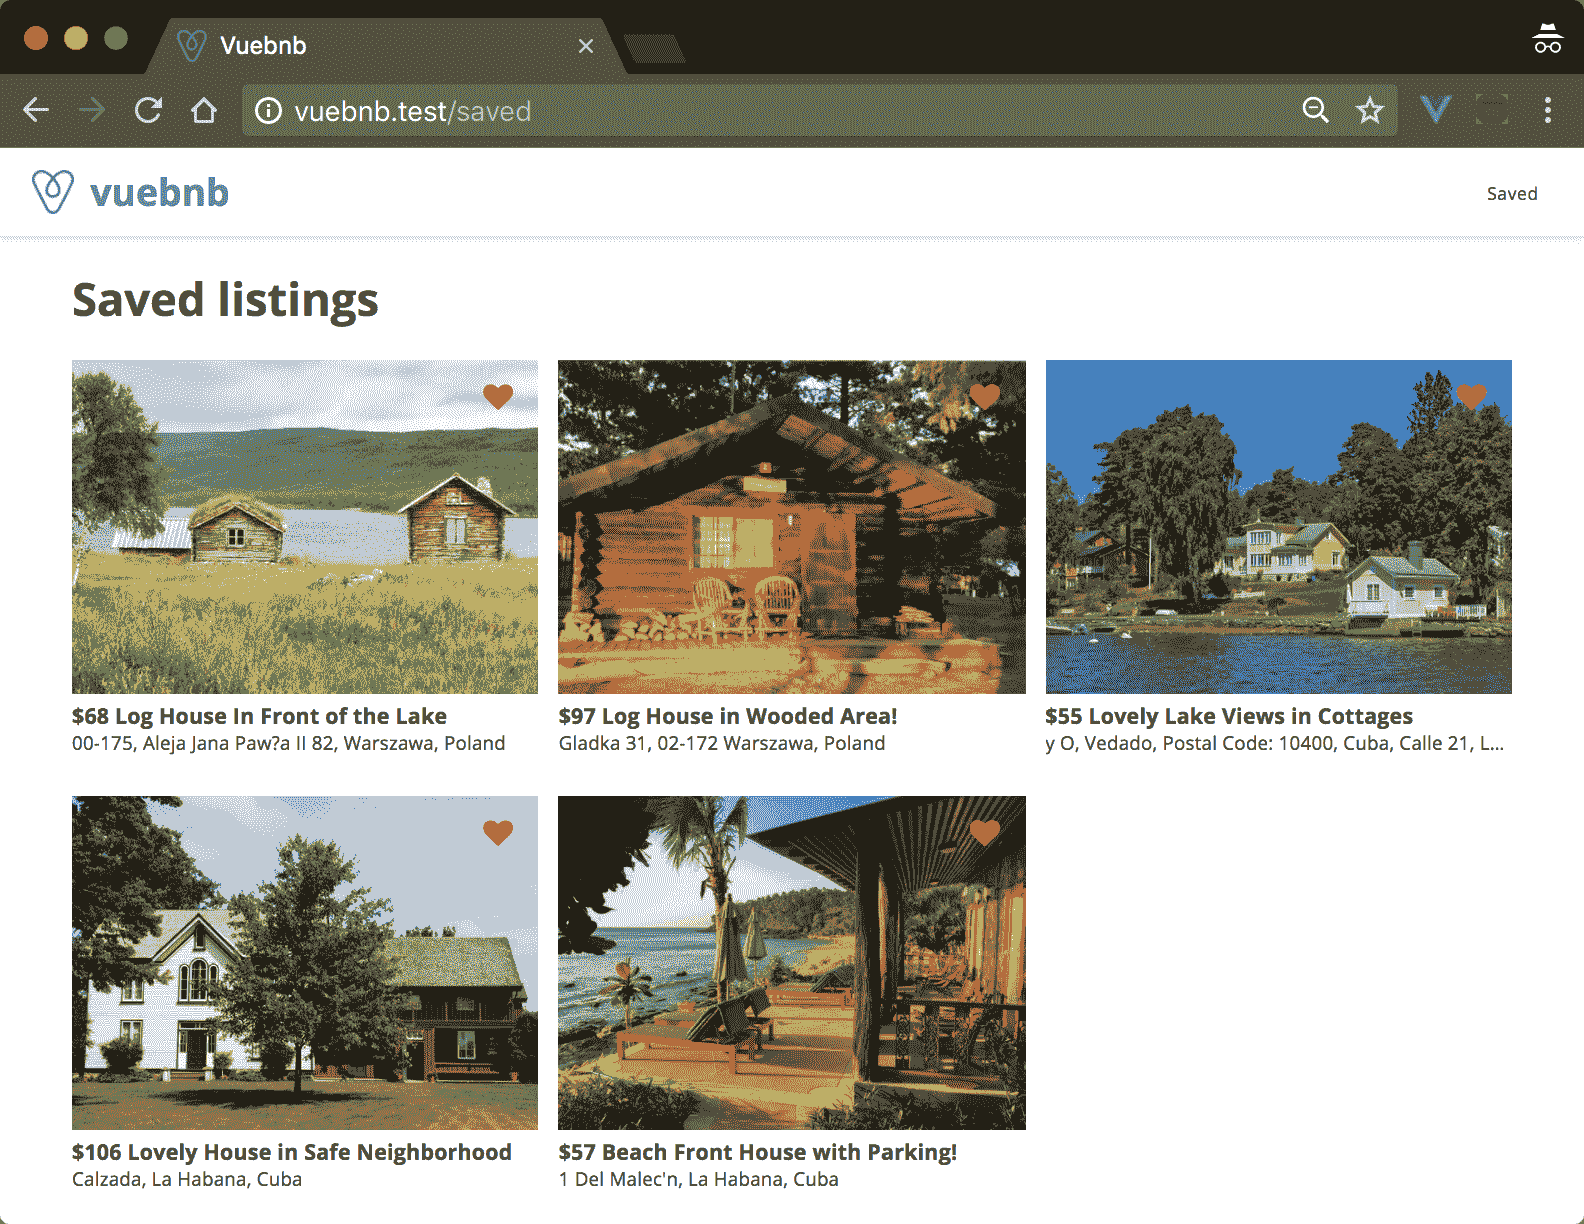 Vuebnb
vuebnb.test/saved
vuebnb
Saved
Saved listings
$68 Log House In Front of the Lake
00-175, Aleja Jana Paw?a II 82, Warszawa, Poland
$97 Log House in Wooded Area!
Gladka 31, 02-172 Warszawa, Poland
$55 Lovely Lake Views in Cottages
y O, Vedado, Postal Code: 10400, Cuba, Calle 21, L...
$106 Lovely House in Safe Neighborhood
Calzada, La Habana, Cuba
$57 Beach Front House with Parking!
1 Del Malec'n, La Habana, Cuba